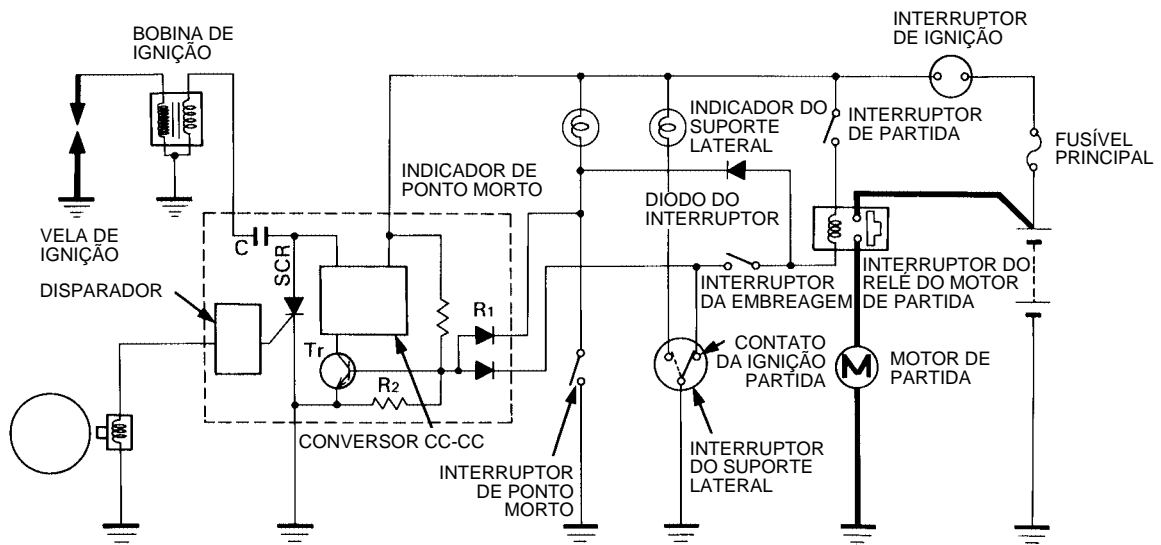 INTERRUPTOR
DE IGNIÇÃO
BOBINA DE
IGNIÇÃO
INDICADOR DO
SUPORTE
LATERAL
INTERRUPTOR
DE PARTIDA
FUSÍVEL
PRINCIPAL
INDICADOR DE
PONTO MORTO
DIODO DO
INTERRUPTOR
VELA DE
IGNIÇÃO
C
SCR
DISPARADOR
INTERRUPTOR
DA EMBREAGEM
INTERRUPTOR DO
RELÉ DO MOTOR
DE PARTIDA
R1
Tr
R2
CONTATO
DA IGNIÇÃO
PARTIDA
M
MOTOR DE
PARTIDA
CONVERSOR CC-CC
INTERRUPTOR
DE PONTO
MORTO
INTERRUPTOR
DO SUPORTE
LATERAL